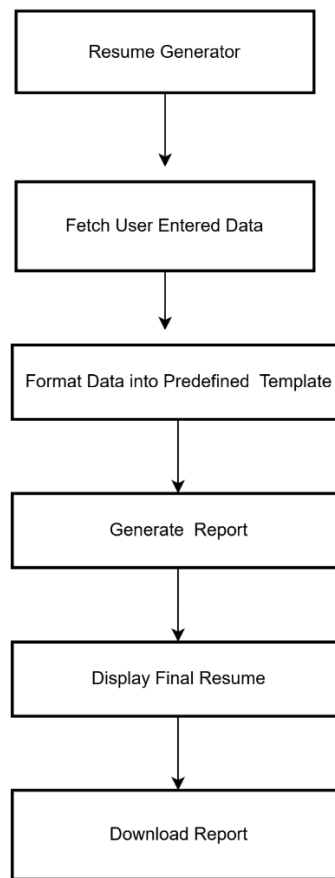 Resume Generator
Fetch User Entered Data
Format Data into Predefined Template
Generate Report
Display Final Resume
Download Report